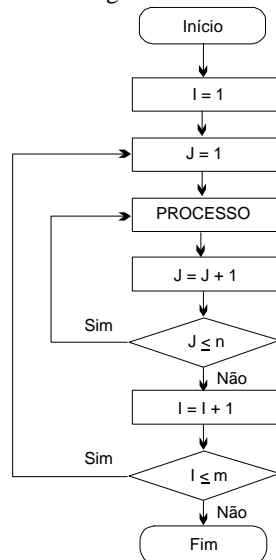 Início
I = 1
J = 1
PROCESSO
J = J + 1
Sim
J ≤ n
Não
I = I + 1
Sim
I ≤ m
Não
Fim